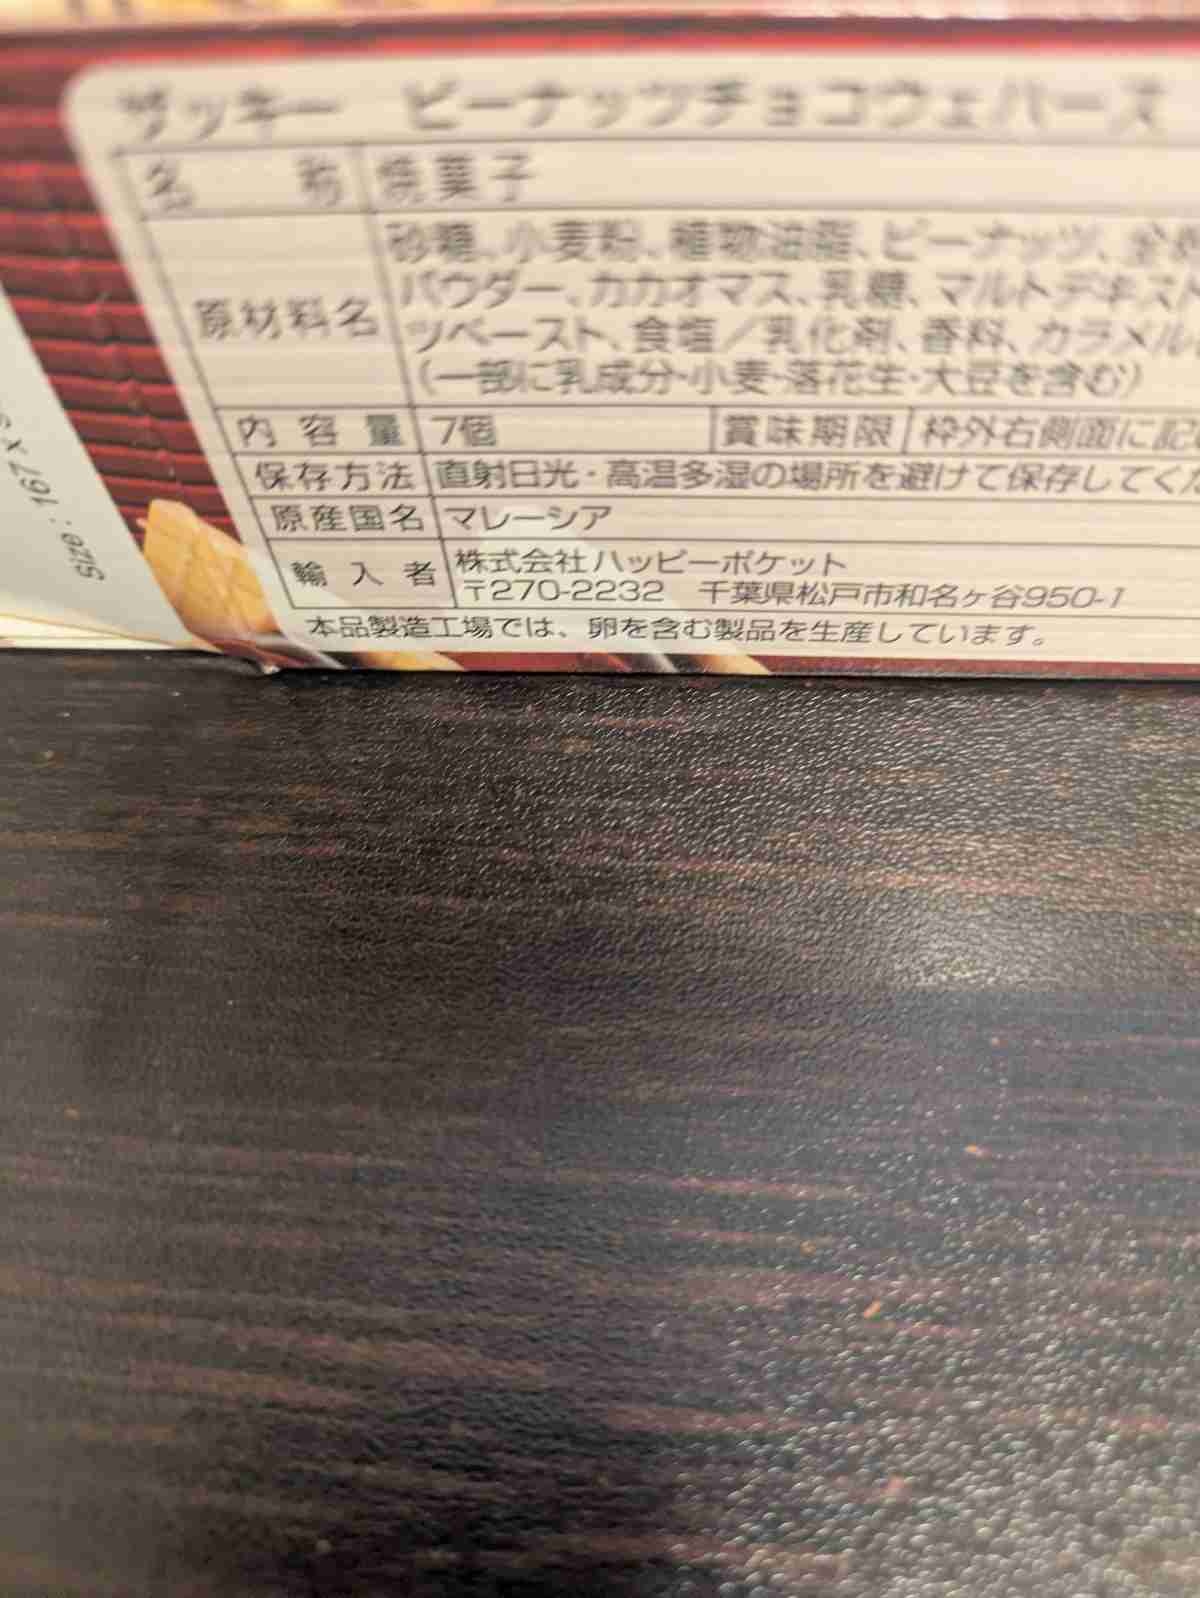 ザッキー ピーナッツチョコウェハース
名 称 焼菓子
原材料名 砂糖、小麦粉、植物油脂、ピーナッツ、全粉
パウダー、カカオマス、乳糖、マルトデキスト
ツペースト、食塩/乳化剤、香料、カラメル
(一部に乳成分・小麦・落花生・大豆を含む)
内容量 7個 賞味期限 枠外右側面に記
保存方法 直射日光・高温多湿の場所を避けて保存してくだ
原産国名 マレーシア
輸入者 株式会社ハッピーポケット
〒270-2232 千葉県松戸市和名ヶ谷950-1
本品製造工場では、卵を含む製品を生産しています。
Size : 167 x 9